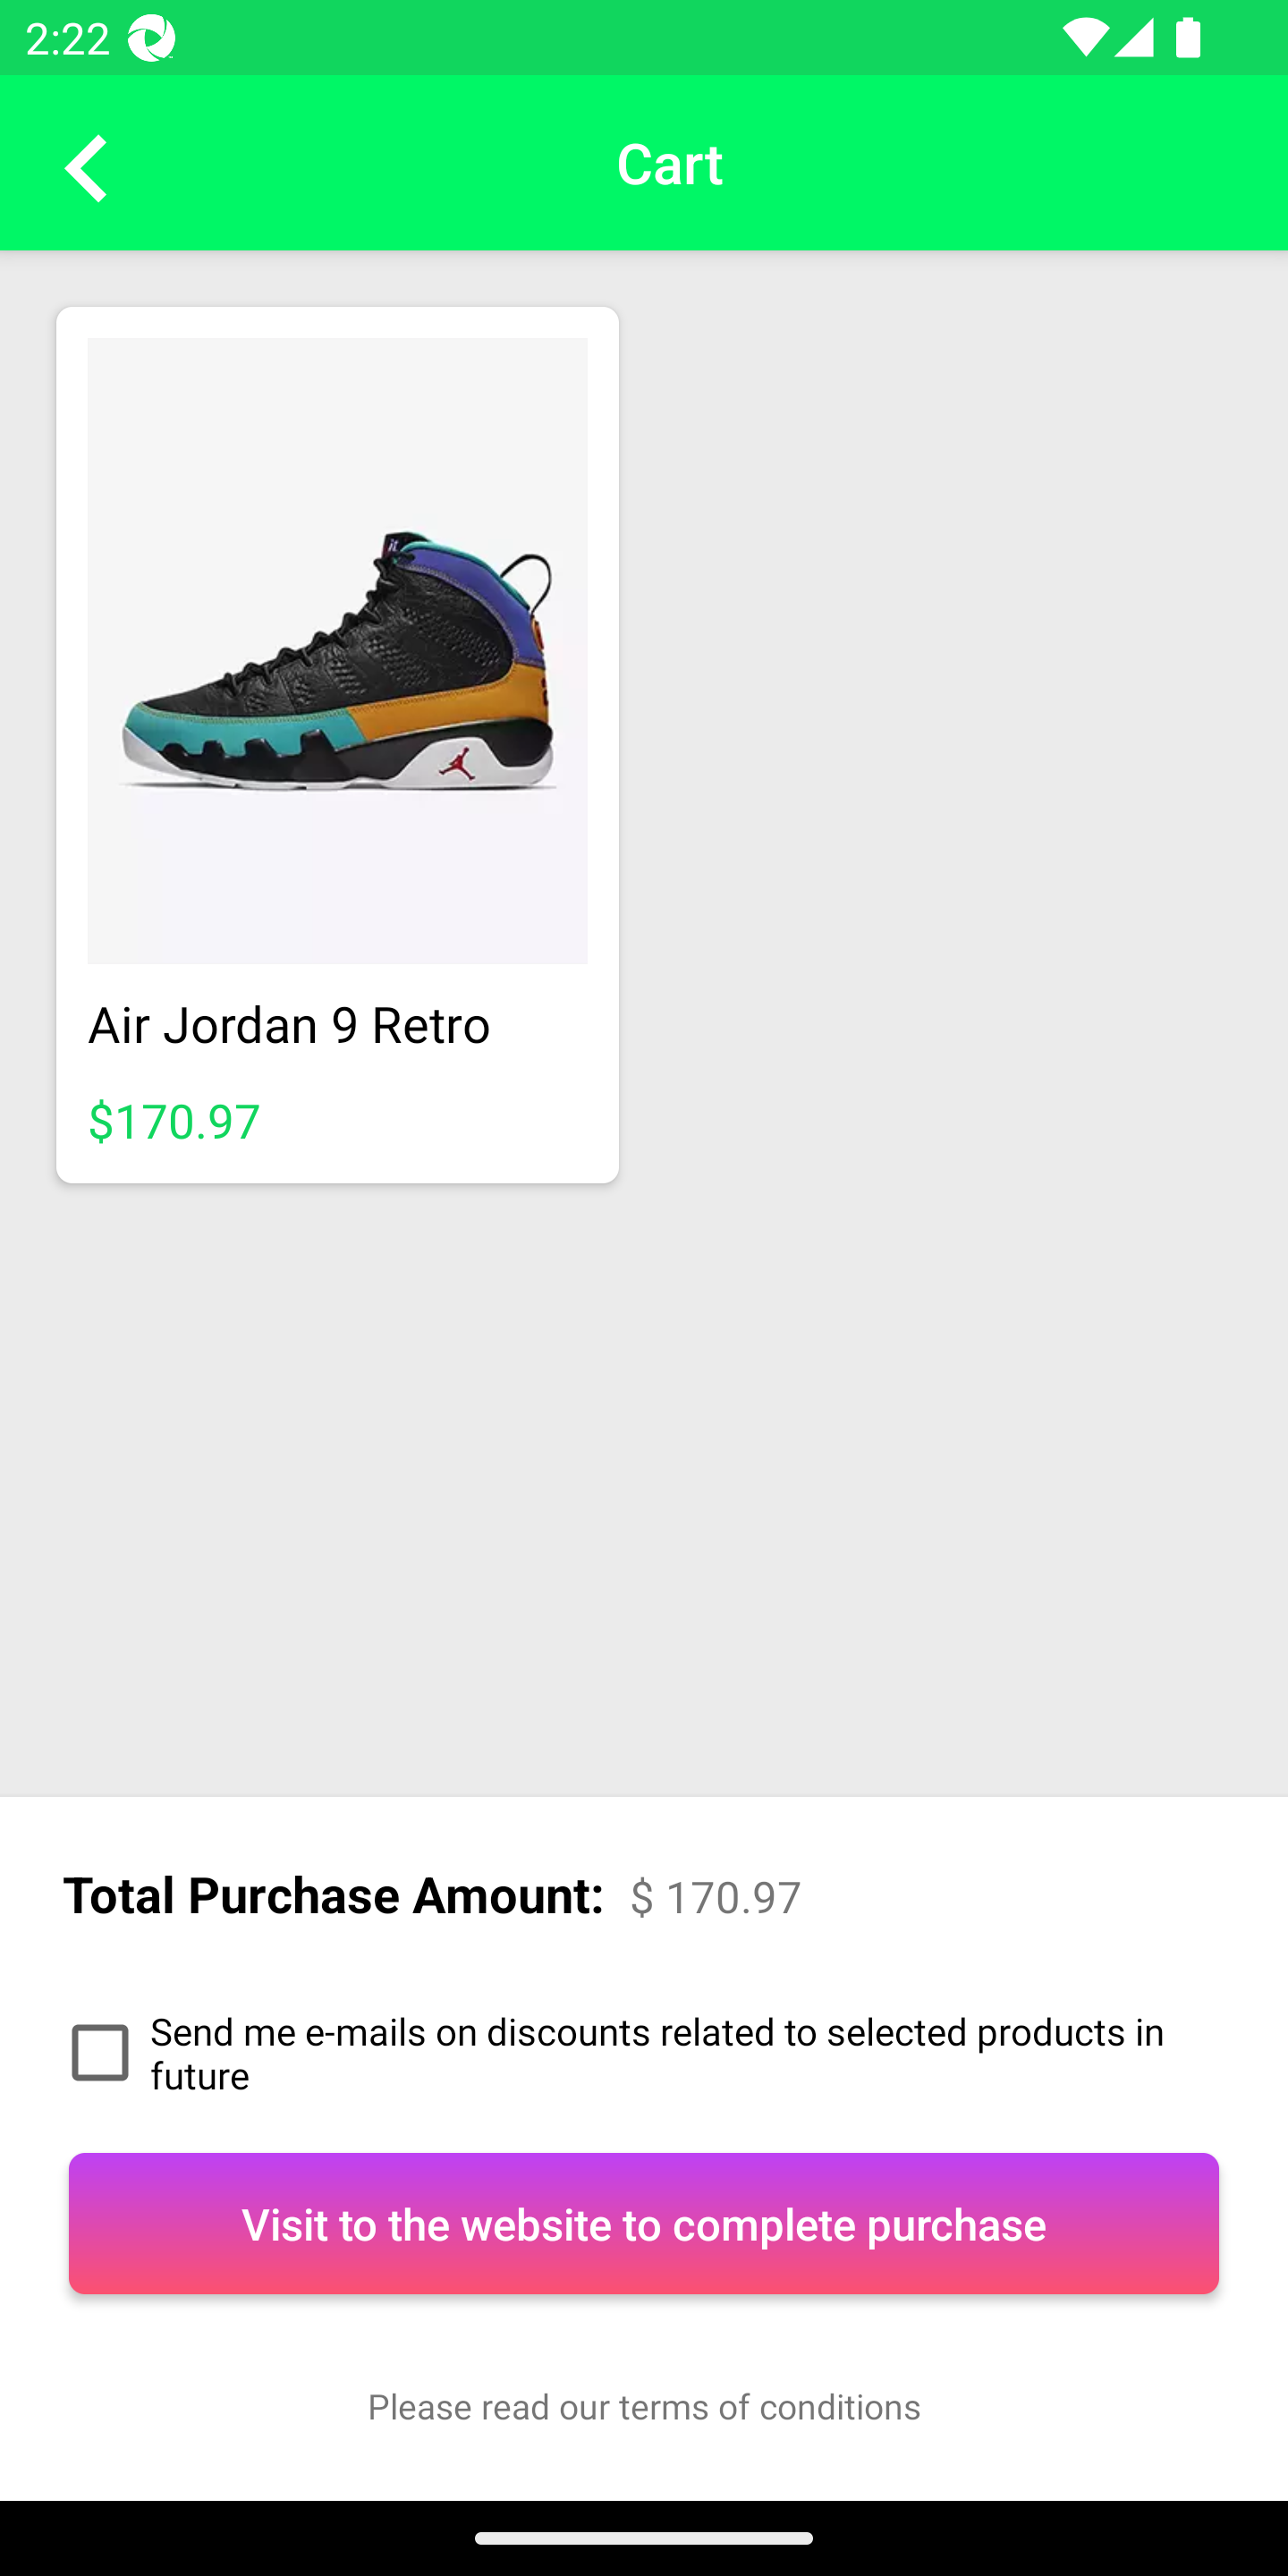 2:22
Cart
Air Jordan 9 Retro
$170.97
Total Purchase Amount: $ 170.97
Send me e-mails on discounts related to selected products in
future
Visit to the website to complete purchase
Please read our terms of conditions